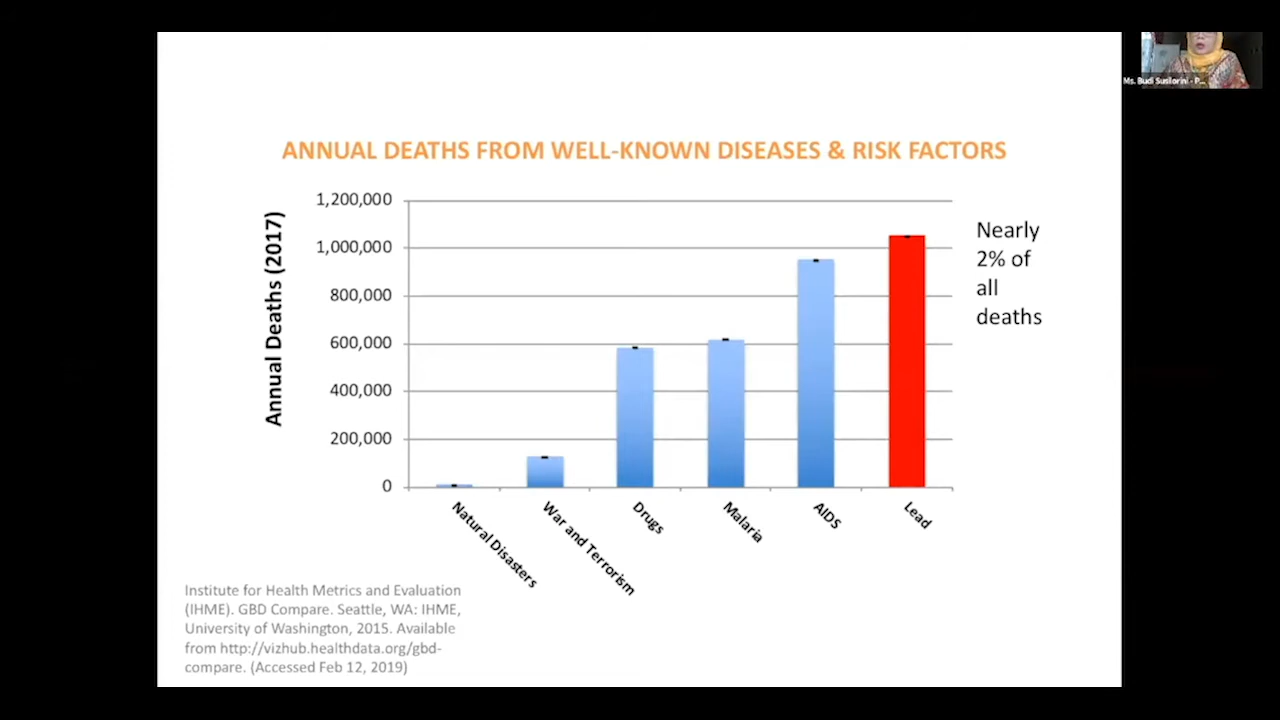 Ms. Budi Susilorini - P...
ANNUAL DEATHS FROM WELL-KNOWN DISEASES & RISK FACTORS
Annual Deaths (2017)
1,200,000
1,000,000
800,000
600,000
400,000
200,000
0
Nearly
2% of
all
deaths
Natural Disasters
War and Terrorism
Drugs
Malaria
AIDS
Lead
Institute for Health Metrics and Evaluation
(IHME). GBD Compare. Seattle, WA: IHME,
University of Washington, 2015. Available
from http://vizhub.healthdata.org/gbd-
compare. (Accessed Feb 12, 2019)